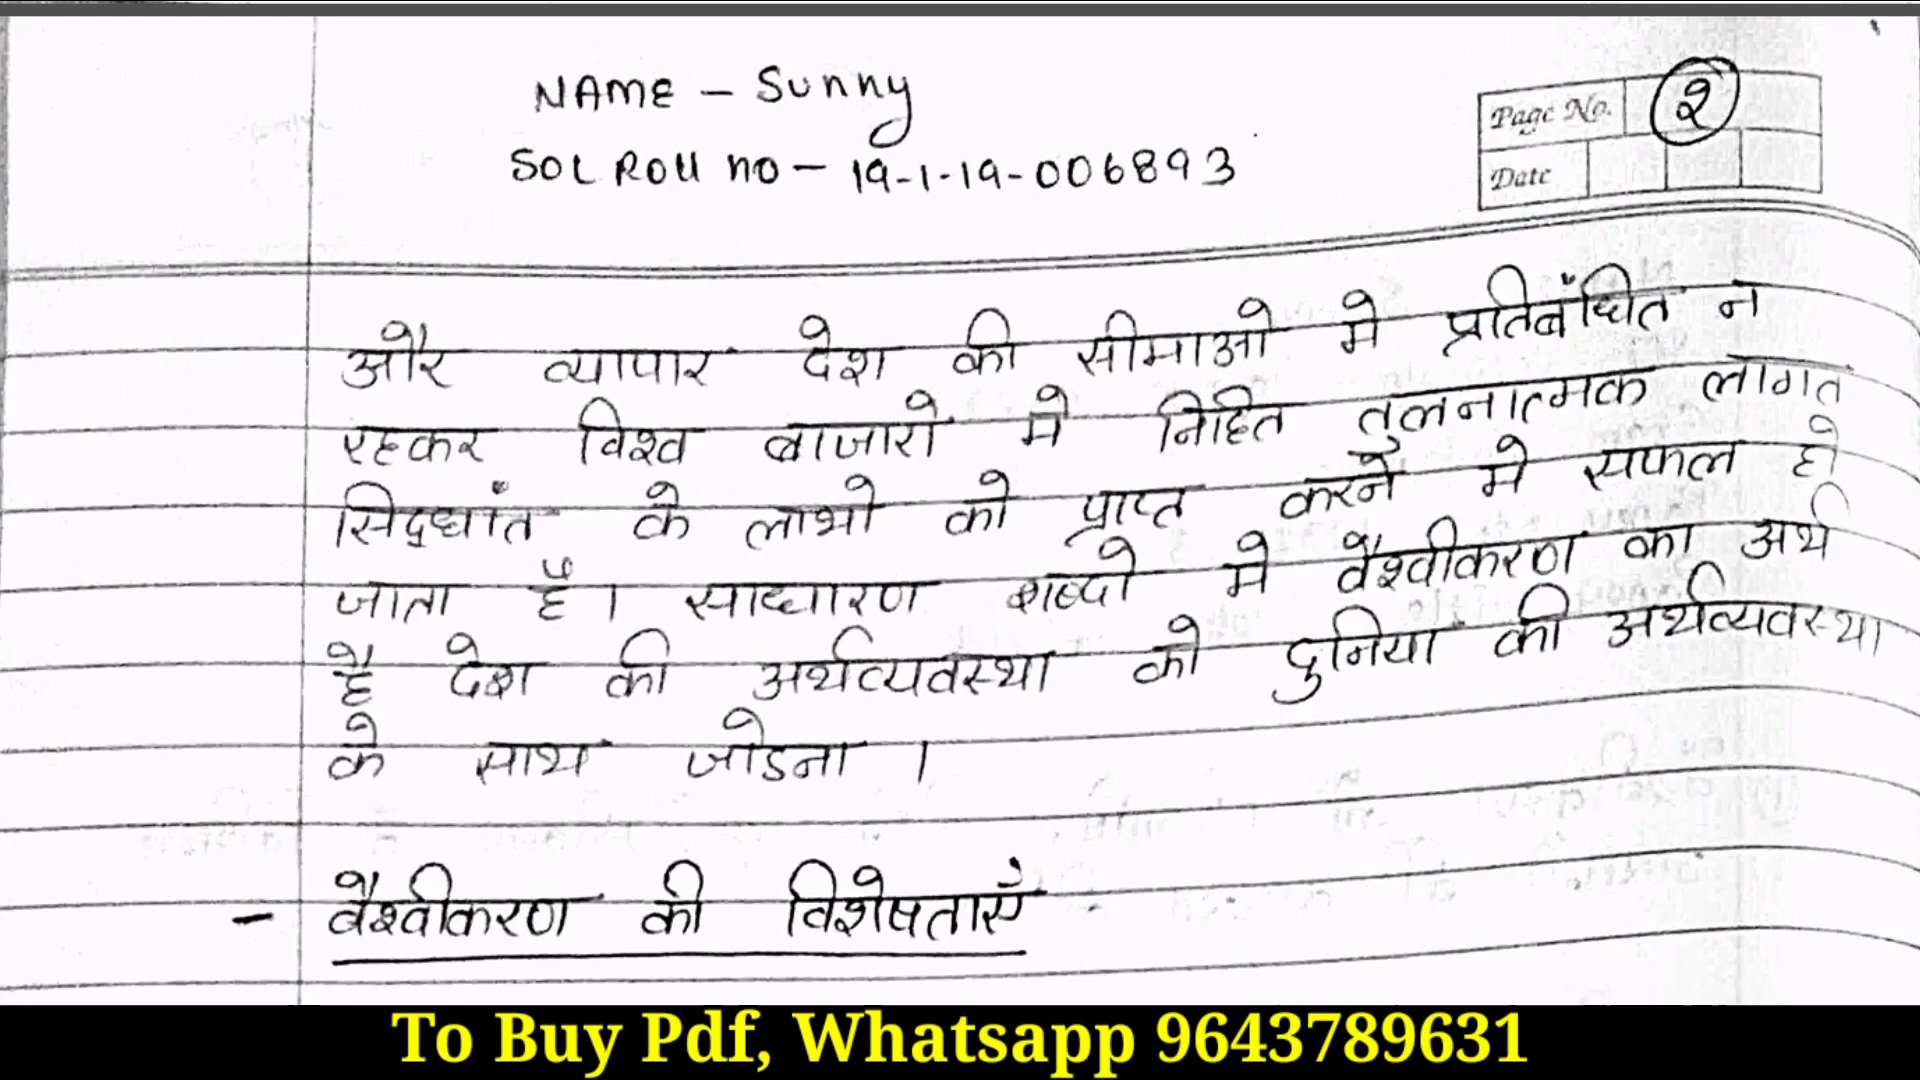 NAME - Sunny
SOL ROll no - 19-1-19-006893
Page No. २
Date
और व्यापार देश की सीमाओ मे प्रतिबंधित न
रहकर विश्व बाजारो मे निहित तुलनात्मक लागत
सिद्धांत के लाभो को प्राप्त करने मे सफल हो
जाता है। साधारण शब्दो मे वैश्वीकरण का अर्थ
है देश की अर्थव्यवस्था को दुनिया की अर्थव्यवस्था
के साथ जोडना ।
- वैश्वीकरण की विशेषताएँ
To Buy Pdf, Whatsapp 9643789631